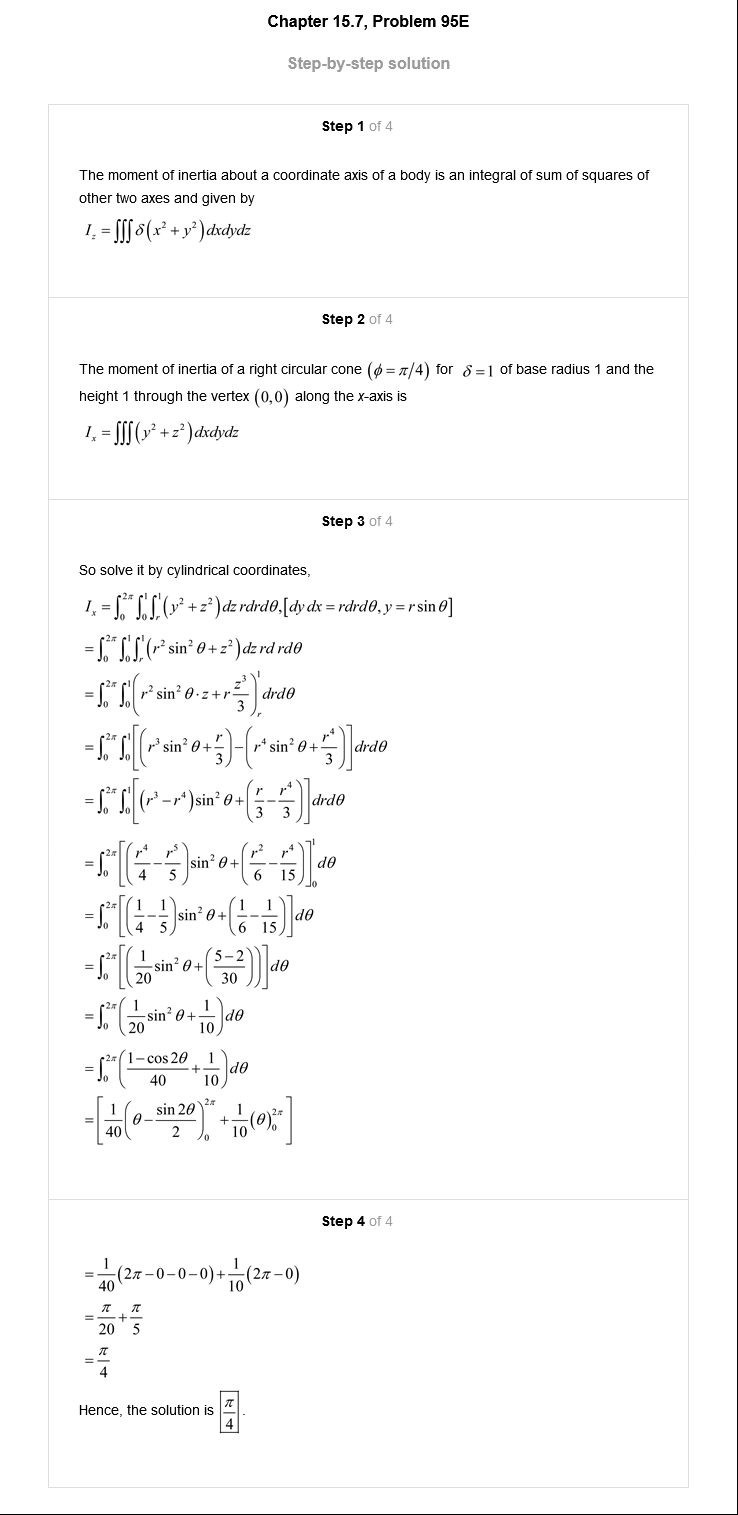 Chapter 15.7, Problem 95E
Step-by-step solution
Step 1 of 4
The moment of inertia about a coordinate axis of a body is an integral of sum of squares of
other two axes and given by
$I_z = \iiint \delta (x^2 + y^2) dxdydz$
Step 2 of 4
The moment of inertia of a right circular cone $(\phi = \pi/4)$ for $\delta = 1$ of base radius 1 and the
height 1 through the vertex $(0,0)$ along the x-axis is
$I_x = \iiint (y^2 + z^2) dxdydz$
Step 3 of 4
So solve it by cylindrical coordinates,
$I_x = \int_0^{2\pi} \int_0^1 \int_r^1 (y^2 + z^2) dz\, rdrd\theta, [dy\, dx = rdrd\theta, y = r\sin\theta]$
$= \int_0^{2\pi} \int_0^1 \int_r^1 (r^2 \sin^2\theta + z^2) dz\, rd\, rd\theta$
$= \int_0^{2\pi} \int_0^1 \left( r^2 \sin^2\theta \cdot z + r\frac{z^3}{3} \right)_r^1 drd\theta$
$= \int_0^{2\pi} \int_0^1 \left[ \left( r^3 \sin^2\theta + \frac{r}{3} \right) - \left( r^4 \sin^2\theta + \frac{r^4}{3} \right) \right] drd\theta$
$= \int_0^{2\pi} \int_0^1 \left[ (r^3 - r^4) \sin^2\theta + \left( \frac{r}{3} - \frac{r^4}{3} \right) \right] drd\theta$
$= \int_0^{2\pi} \left[ \left( \frac{r^4}{4} - \frac{r^5}{5} \right) \sin^2\theta + \left( \frac{r^2}{6} - \frac{r^4}{15} \right) \right]_0^1 d\theta$
$= \int_0^{2\pi} \left[ \left( \frac{1}{4} - \frac{1}{5} \right) \sin^2\theta + \left( \frac{1}{6} - \frac{1}{15} \right) \right] d\theta$
$= \int_0^{2\pi} \left[ \left( \frac{1}{20} \sin^2\theta + \left( \frac{5-2}{30} \right) \right) \right] d\theta$
$= \int_0^{2\pi} \left( \frac{1}{20} \sin^2\theta + \frac{1}{10} \right) d\theta$
$= \int_0^{2\pi} \left( \frac{1-\cos 2\theta}{40} + \frac{1}{10} \right) d\theta$
$= \left[ \frac{1}{40} \left( \theta - \frac{\sin 2\theta}{2} \right)_0^{2\pi} + \frac{1}{10} (\theta)_0^{2\pi} \right]$
Step 4 of 4
$= \frac{1}{40} (2\pi - 0 - 0 - 0) + \frac{1}{10} (2\pi - 0)$
$= \frac{\pi}{20} + \frac{\pi}{5}$
$= \frac{\pi}{4}$
Hence, the solution is $\boxed{\frac{\pi}{4}}$.